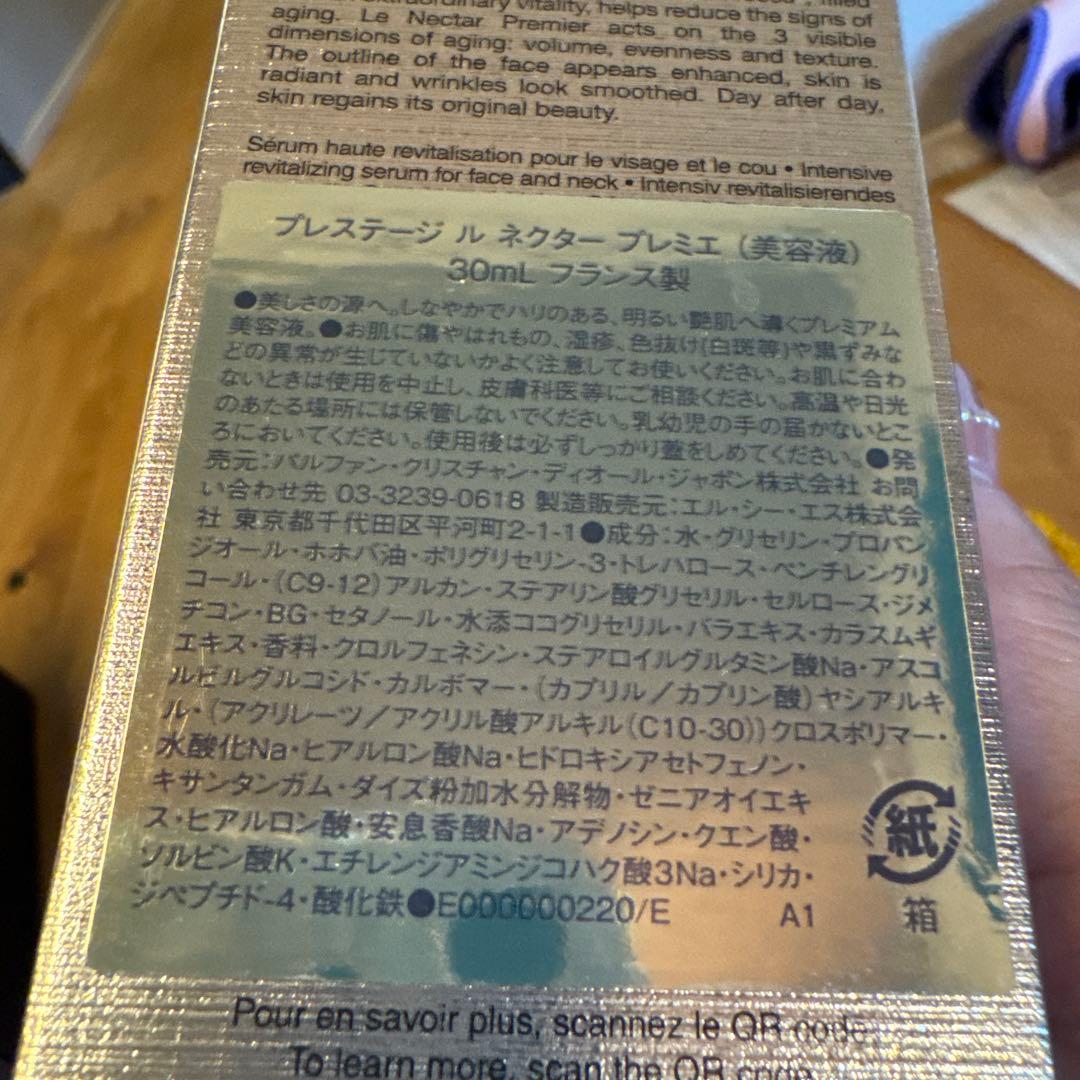 extraordinary vitality, helps reduce the signs of
aging. Le Nectar Premier acts on the 3 visible
dimensions of aging: volume, evenness and texture.
The outline of the face appears enhanced, skin is
radiant and wrinkles look smoothed. Day after day,
skin regains its original beauty.
Sérum haute revitalisation pour le visage et le cou • Intensive
revitalizing serum for face and neck • Intensiv revitalisierendes
プレステージ ル ネクター プレミエ (美容液)
30mL フランス製
●美しさの源へ。しなやかでハリのある、明るい艶肌へ導くプレミアム
美容液。●お肌に傷やはれもの、湿疹、色抜け(白斑等)や黒ずみな
どの異常が生じていないかよく注意してお使いください。お肌に合わ
ないときは使用を中止し、皮膚科医等にご相談ください。高温や日光
のあたる場所には保管しないでください。乳幼児の手の届かないとこ
ろにおいてください。使用後は必ずしっかり蓋をしめてください。●発
売元:パルファン・クリスチャン・ディオール・ジャポン株式会社 お問
い合わせ先 03-3239-0618 製造販売元:エル・シー・エス株式会
社 東京都千代田区平河町2-1-1●成分:水・グリセリン・プロパン
ジオール・ホホバ油・ポリグリセリン-3・トレハロース・ペンチレングリ
コール・(C9-12)アルカン・ステアリン酸グリセリル・セルロース・ジメ
チコン・BG・セタノール・水添ココグリセリル・バラエキス・カラスムギ
エキス・香料・クロルフェネシン・ステアロイルグルタミン酸Na・アスコ
ルビルグルコシド・カルボマー・(カプリル/カプリン酸)ヤシアルキ
ル・(アクリレーツ/アクリル酸アルキル(C10-30))クロスポリマー・
水酸化Na・ヒアルロン酸Na・ヒドロキシアセトフェノン・
キサンタンガム・ダイズ粉加水分解物・ゼニアオイエキ
ス・ヒアルロン酸・安息香酸Na・アデノシン・クエン酸・
ソルビン酸K・エチレンジアミンジコハク酸3Na・シリカ・
ジペプチド-4・酸化鉄●E000000220/E A1
紙
箱
Pour en savoir plus, scannez le QR code.
To learn more, scan the QR code.